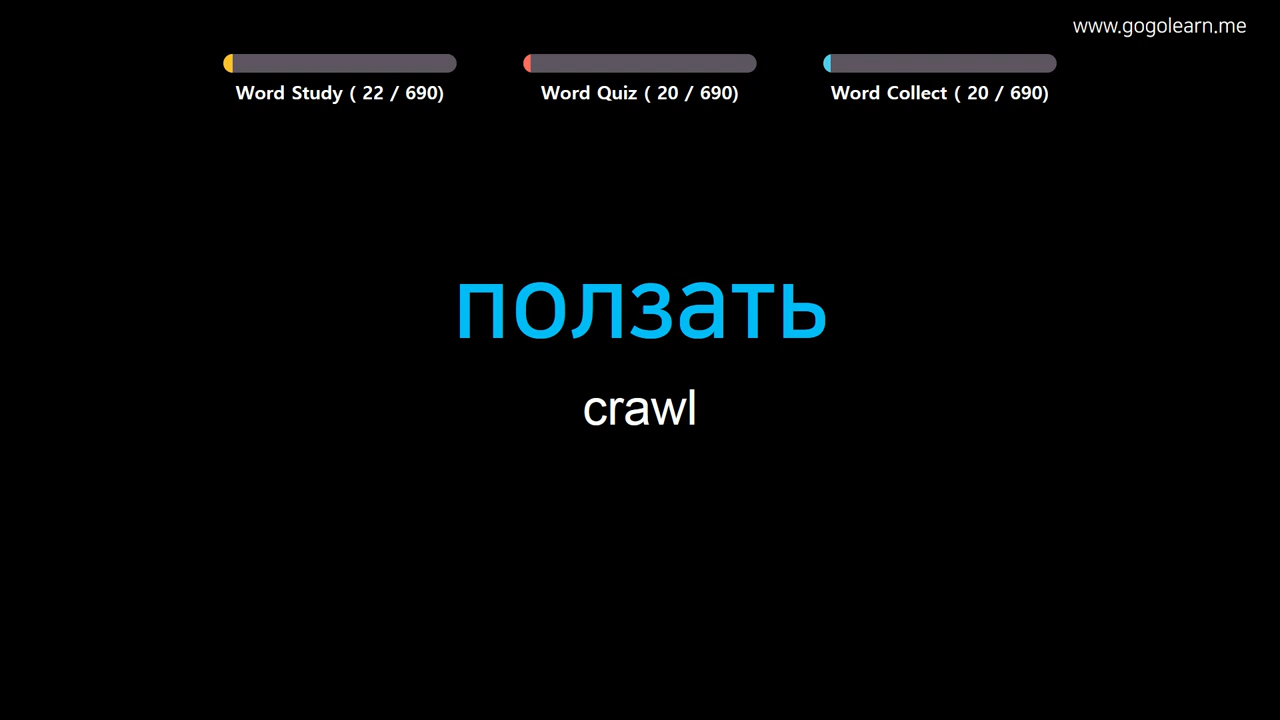 www.gogolearn.me
Word Study ( 22 / 690)
Word Quiz ( 20 / 690)
Word Collect ( 20 / 690)
ползать
crawl